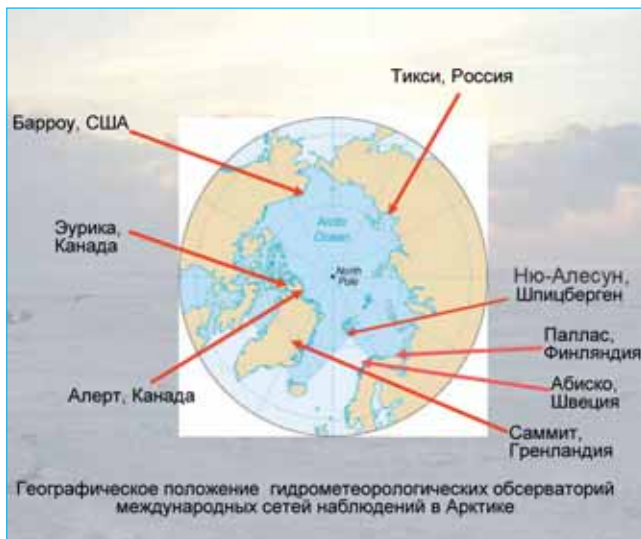 Тикси, Россия
Барроу, США
Arctic
Ocean
Эурика,
Канада
North
Pole
Ню-Алесун,
Шпицберген
Паллас,
Финляндия
Абиско,
Швеция
Алерт, Канада
Саммит,
Гренландия
Географическое положение гидрометеорологических обсерваторий
международных сетей наблюдений в Арктике